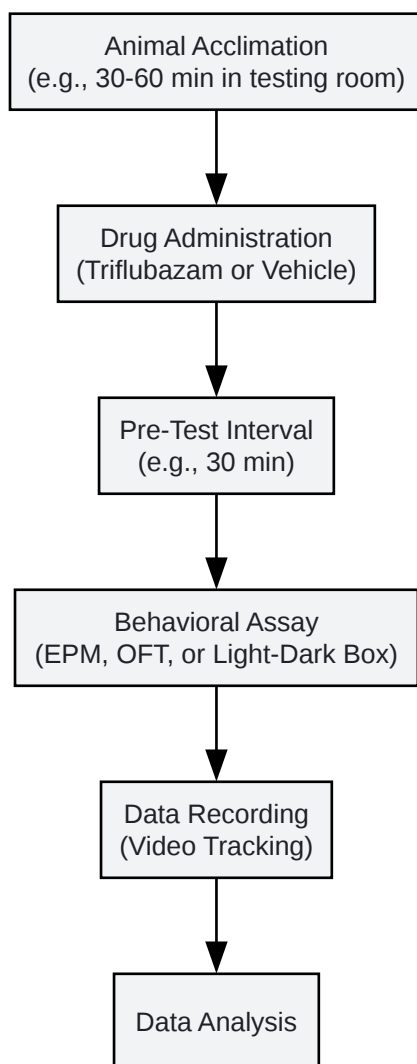 Animal Acclimation
(e.g., 30-60 min in testing room)
Drug Administration
(Triflubazam or Vehicle)
Pre-Test Interval
(e.g., 30 min)
Behavioral Assay
(EPM, OFT, or Light-Dark Box)
Data Recording
(Video Tracking)
Data Analysis